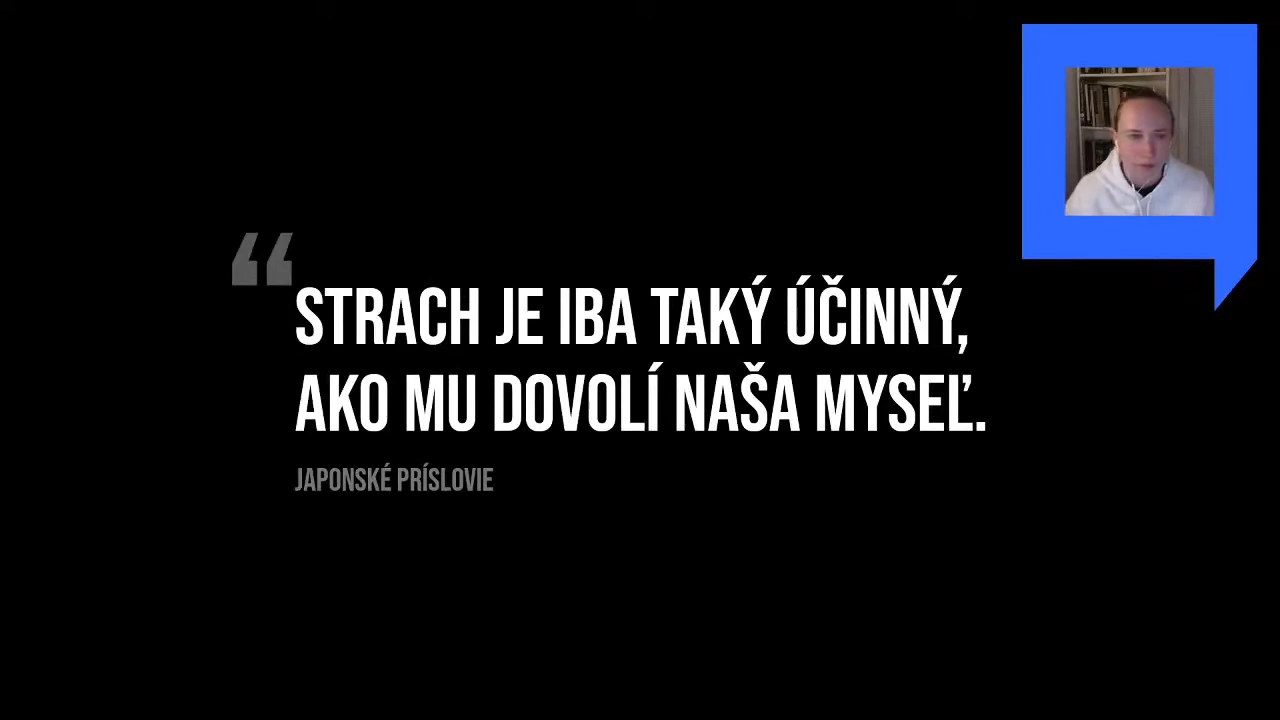 “
STRACH JE IBA TAKÝ ÚČINNÝ,
AKO MU DOVOLÍ NAŠA MYSEĽ.
JAPONSKÉ PRÍSLOVIE